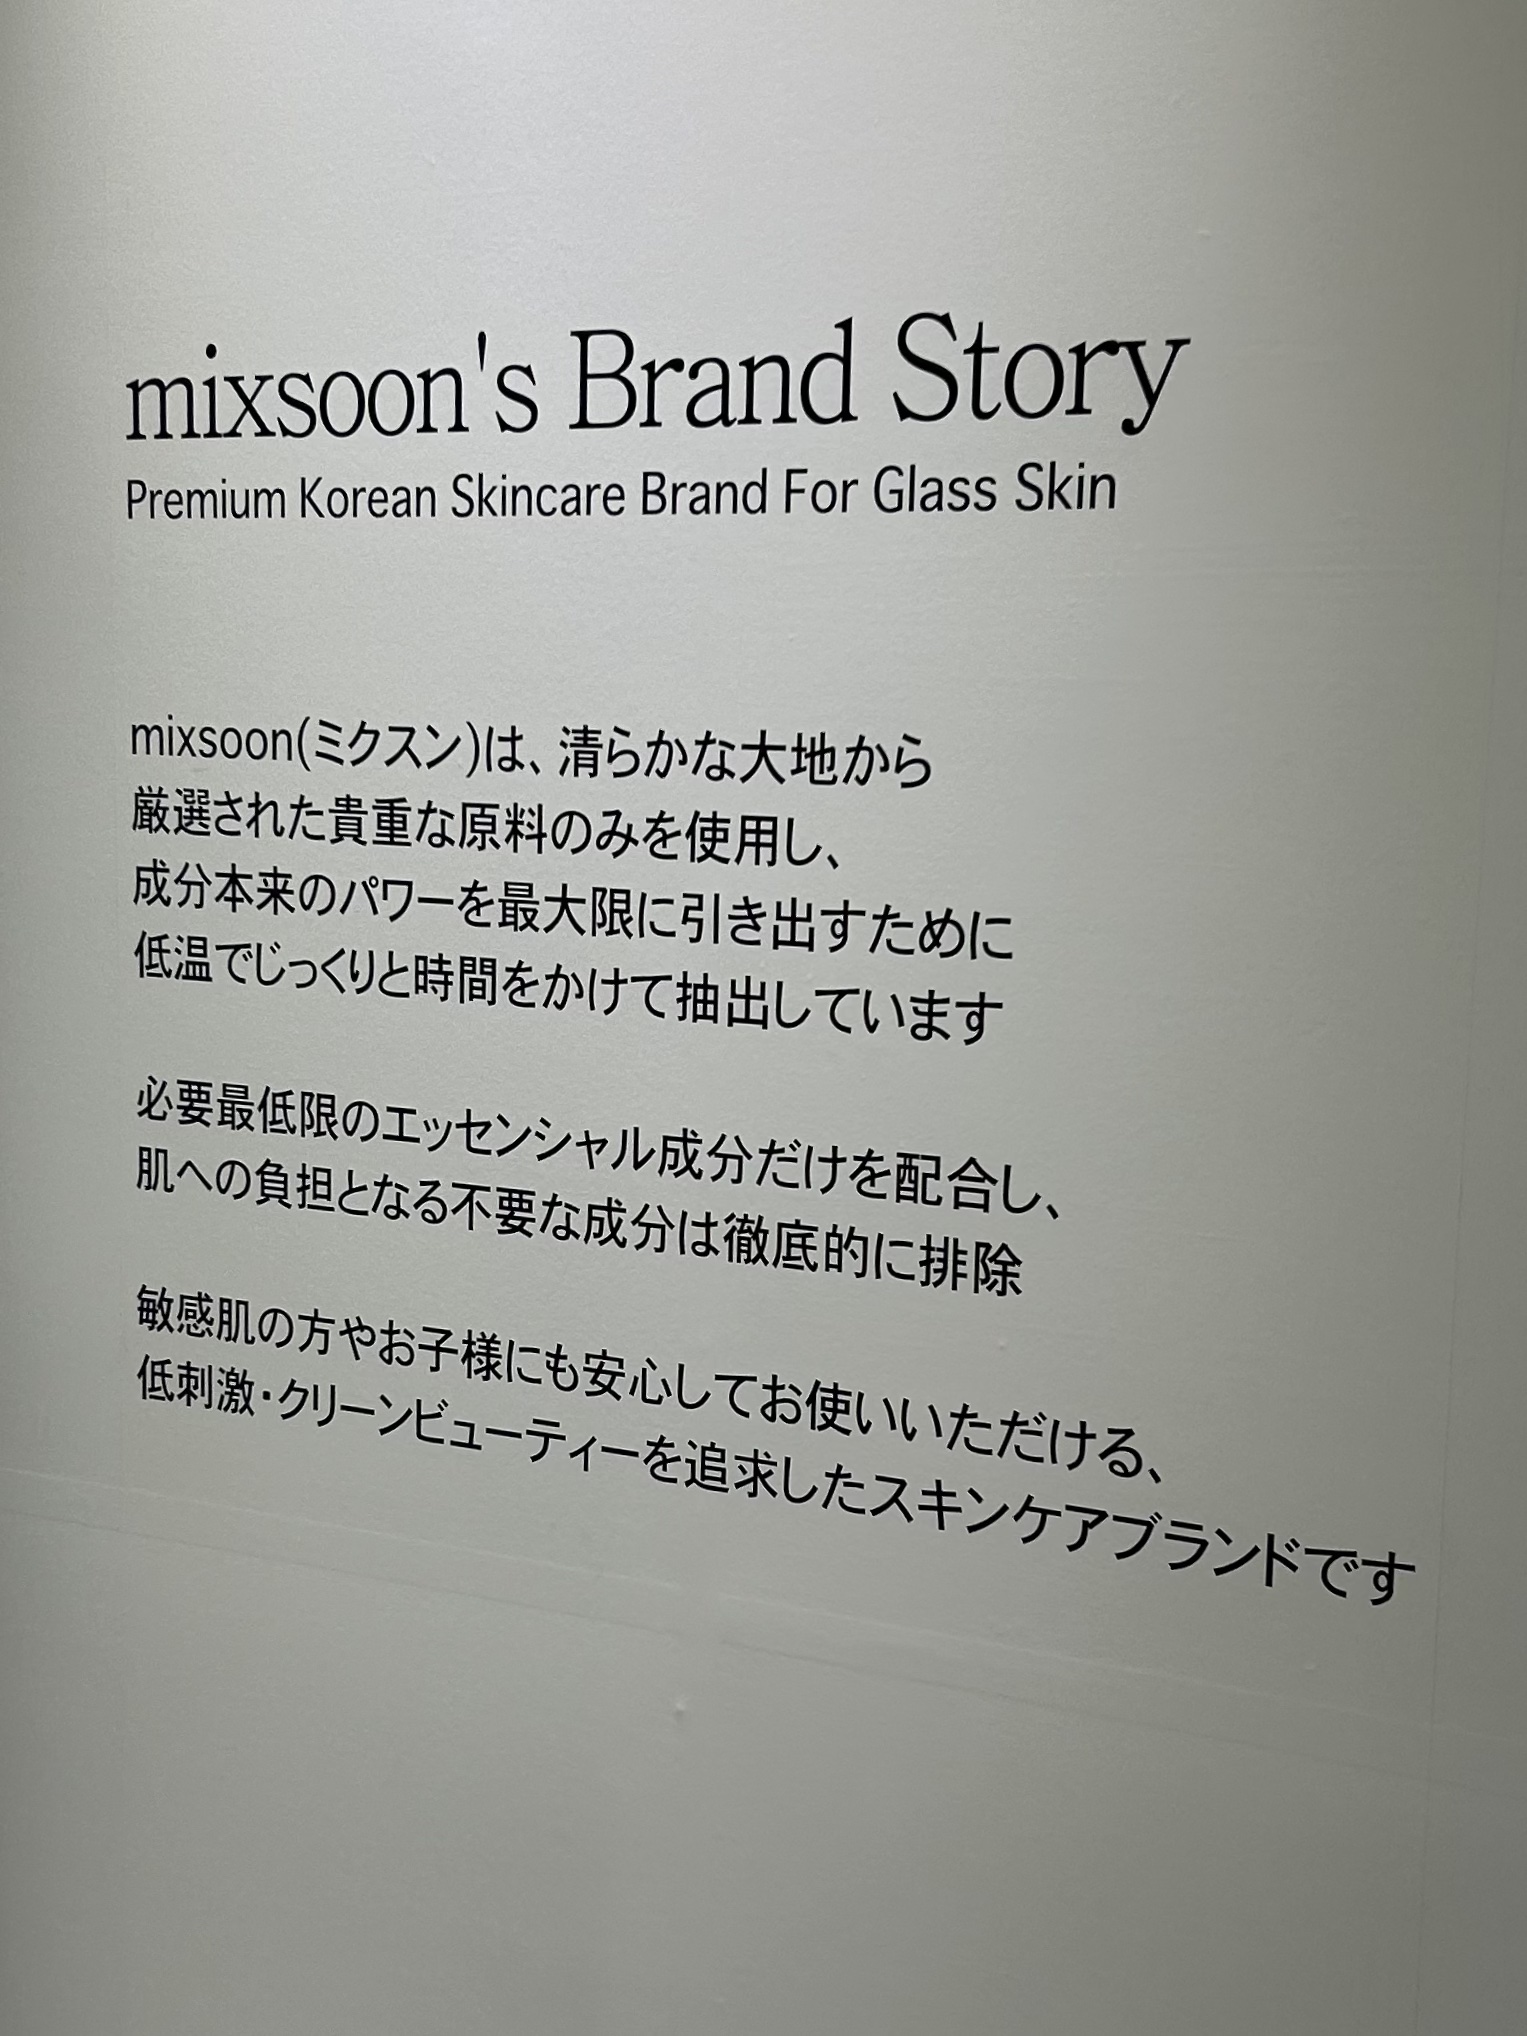 mixsoon's Brand Story
Premium Korean Skincare Brand For Glass Skin
mixsoon(ミクスン)は、清らかな大地から
厳選された貴重な原料のみを使用し、
成分本来のパワーを最大限に引き出すために
低温でじっくりと時間をかけて抽出しています
必要最低限のエッセンシャル成分だけを配合し、
肌への負担となる不要な成分は徹底的に排除
敏感肌の方やお子様にも安心してお使いいただける、
低刺激・クリーンビューティーを追求したスキンケアブランドです